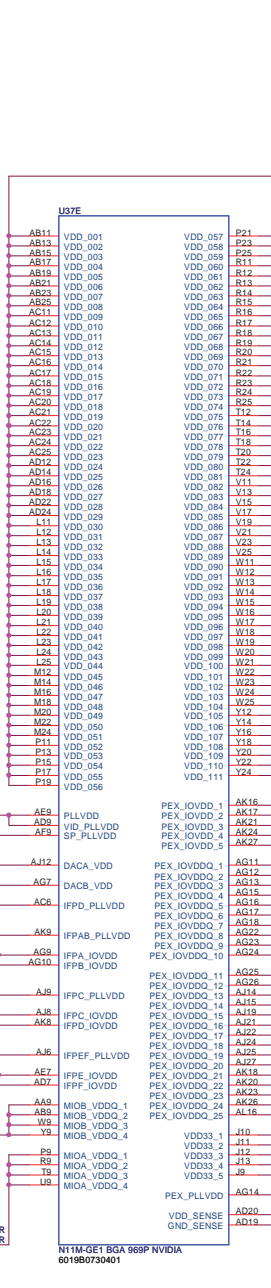 U37E
AB11 VDD_001 VDD_057 P21
AB13 VDD_002 VDD_058 P23
AB15 VDD_003 VDD_059 P25
AB17 VDD_004 VDD_060 R11
AB19 VDD_005 VDD_061 R12
AB21 VDD_006 VDD_062 R13
AB23 VDD_007 VDD_063 R14
AB25 VDD_008 VDD_064 R15
AC11 VDD_009 VDD_065 R16
AC12 VDD_010 VDD_066 R17
AC13 VDD_011 VDD_067 R18
AC14 VDD_012 VDD_068 R19
AC15 VDD_013 VDD_069 R20
AC16 VDD_014 VDD_070 R21
AC17 VDD_015 VDD_071 R22
AC18 VDD_016 VDD_072 R23
AC19 VDD_017 VDD_073 R24
AC20 VDD_018 VDD_074 R25
AC21 VDD_019 VDD_075 T12
AC22 VDD_020 VDD_076 T14
AC23 VDD_021 VDD_077 T16
AC24 VDD_022 VDD_078 T18
AC25 VDD_023 VDD_079 T20
AD12 VDD_024 VDD_080 T22
AD14 VDD_025 VDD_081 T24
AD16 VDD_026 VDD_082 V11
AD18 VDD_027 VDD_083 V13
AD22 VDD_028 VDD_084 V15
AD24 VDD_029 VDD_085 V17
L11 VDD_030 VDD_086 V19
L12 VDD_031 VDD_087 V21
L13 VDD_032 VDD_088 V23
L14 VDD_033 VDD_089 V25
L15 VDD_034 VDD_090 W11
L16 VDD_035 VDD_091 W12
L17 VDD_036 VDD_092 W13
L18 VDD_037 VDD_093 W14
L19 VDD_038 VDD_094 W15
L20 VDD_039 VDD_095 W16
L21 VDD_040 VDD_096 W17
L22 VDD_041 VDD_097 W18
L23 VDD_042 VDD_098 W19
L24 VDD_043 VDD_099 W20
L25 VDD_044 VDD_100 W21
M12 VDD_045 VDD_101 W22
M14 VDD_046 VDD_102 W23
M16 VDD_047 VDD_103 W24
M18 VDD_048 VDD_104 W25
M20 VDD_049 VDD_105 Y12
M22 VDD_050 VDD_106 Y14
M24 VDD_051 VDD_107 Y16
P11 VDD_052 VDD_108 Y18
P13 VDD_053 VDD_109 Y20
P15 VDD_054 VDD_110 Y22
P17 VDD_055 VDD_111 Y24
P19 VDD_056
AE9 PLLVDD
AD9 VID_PLLVDD
AF9 SP_PLLVDD
AJ12 DACA_VDD
AG7 DACB_VDD
AC6 IFPD_PLLVDD
AK9 IFPAB_PLLVDD
AG9 IFPA_IOVDD
AG10 IFPB_IOVDD
AJ9 IFPC_PLLVDD
AJ8 IFPC_IOVDD
AK8 IFPD_IOVDD
AJ6 IFPEF_PLLVDD
AE7 IFPE_IOVDD
AD7 IFPF_IOVDD
AA9 MIOB_VDDQ_1
AB9 MIOB_VDDQ_2
W9 MIOB_VDDQ_3
Y9 MIOB_VDDQ_4
P9 MIOA_VDDQ_1
R9 MIOA_VDDQ_2
T9 MIOA_VDDQ_3
U9 MIOA_VDDQ_4
PEX_IOVDD_1 AK16
PEX_IOVDD_2 AK17
PEX_IOVDD_3 AK21
PEX_IOVDD_4 AK24
PEX_IOVDD_5 AK27
PEX_IOVDDQ_1 AG11
PEX_IOVDDQ_2 AG12
PEX_IOVDDQ_3 AG13
PEX_IOVDDQ_4 AG15
PEX_IOVDDQ_5 AG16
PEX_IOVDDQ_6 AG17
PEX_IOVDDQ_7 AG18
PEX_IOVDDQ_8 AG22
PEX_IOVDDQ_9 AG23
PEX_IOVDDQ_10 AG24
PEX_IOVDDQ_11 AG25
PEX_IOVDDQ_12 AG26
PEX_IOVDDQ_13 AJ14
PEX_IOVDDQ_14 AJ15
PEX_IOVDDQ_15 AJ19
PEX_IOVDDQ_16 AJ21
PEX_IOVDDQ_17 AJ22
PEX_IOVDDQ_18 AJ24
PEX_IOVDDQ_19 AJ25
PEX_IOVDDQ_20 AJ27
PEX_IOVDDQ_21 AK18
PEX_IOVDDQ_22 AK20
PEX_IOVDDQ_23 AK23
PEX_IOVDDQ_24 AK26
PEX_IOVDDQ_25 AL16
VDD33_1 J10
VDD33_2 J11
VDD33_3 J12
VDD33_4 J13
VDD33_5 J9
PEX_PLLVDD AG14
VDD_SENSE AD20
GND_SENSE AD19
R
R
N11M-GE1 BGA 969P NVIDIA
6019B0730401